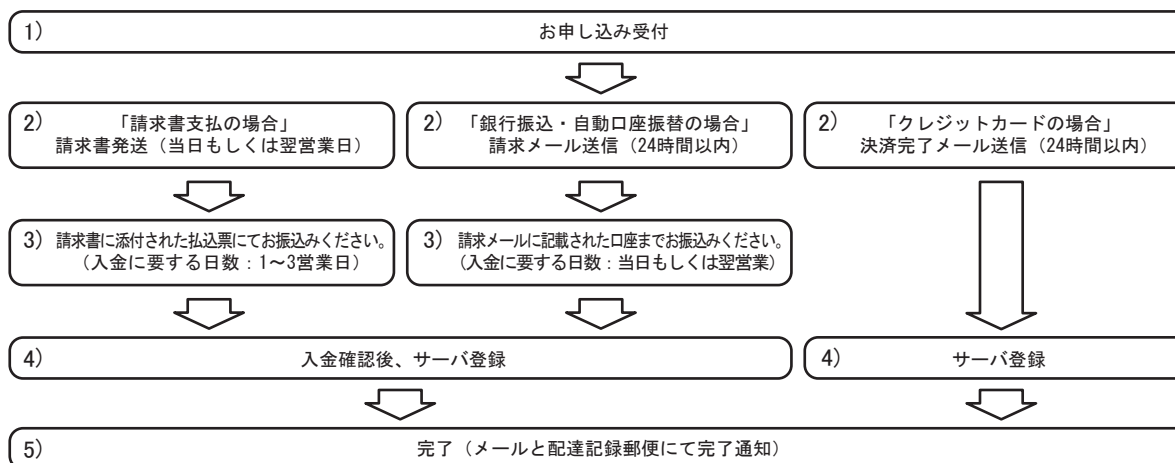 1) お申し込み受付
2) 「請求書支払の場合」
請求書発送（当日もしくは翌営業日）
2) 「銀行振込・自動口座振替の場合」
請求メール送信（24時間以内）
2) 「クレジットカードの場合」
決済完了メール送信（24時間以内）
3) 請求書に添付された払込票にてお振込みください。
（入金に要する日数：1～3営業日）
3) 請求メールに記載された口座までお振込みください。
（入金に要する日数：当日もしくは翌営業）
4) 入金確認後、サーバ登録
4) サーバ登録
5) 完了（メールと配達記録郵便にて完了通知）